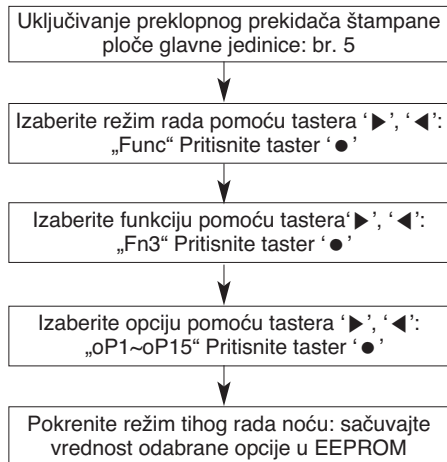 Uključivanje preklopnog prekidača štampane
ploče glavne jedinice: br. 5
Izaberite režim rada pomoću tastera ‘▶’, ‘◀’:
„Func“ Pritisnite taster ‘●’
Izaberite funkciju pomoću tastera‘▶’, ‘◀’:
„Fn3“ Pritisnite taster ‘●’
Izaberite opciju pomoću tastera ‘▶’, ‘◀’:
„oP1~oP15“ Pritisnite taster ‘●’
Pokrenite režim tihog rada noću: sačuvajte
vrednost odabrane opcije u EEPROM